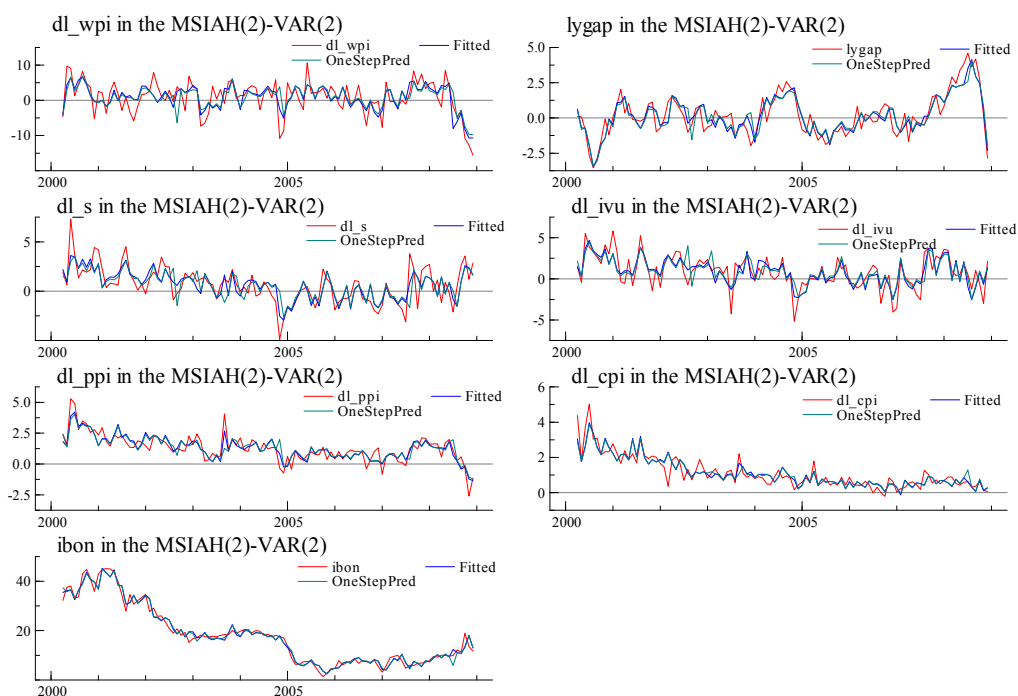 dl_wpi in the MSIAH(2)-VAR(2)
dl_wpi
Fitted
OneStepPred
10
0
-10
2000
2005
lygap in the MSIAH(2)-VAR(2)
lygap
Fitted
OneStepPred
5.0
2.5
0.0
-2.5
2000
2005
dl_s in the MSIAH(2)-VAR(2)
dl_s
Fitted
OneStepPred
5
0
2000
2005
dl_ivu in the MSIAH(2)-VAR(2)
dl_ivu
Fitted
OneStepPred
5
0
-5
2000
2005
dl_ppi in the MSIAH(2)-VAR(2)
dl_ppi
Fitted
OneStepPred
5.0
2.5
0.0
-2.5
2000
2005
dl_cpi in the MSIAH(2)-VAR(2)
dl_cpi
Fitted
OneStepPred
6
4
2
0
2000
2005
ibon in the MSIAH(2)-VAR(2)
ibon
Fitted
OneStepPred
40
20
2000
2005